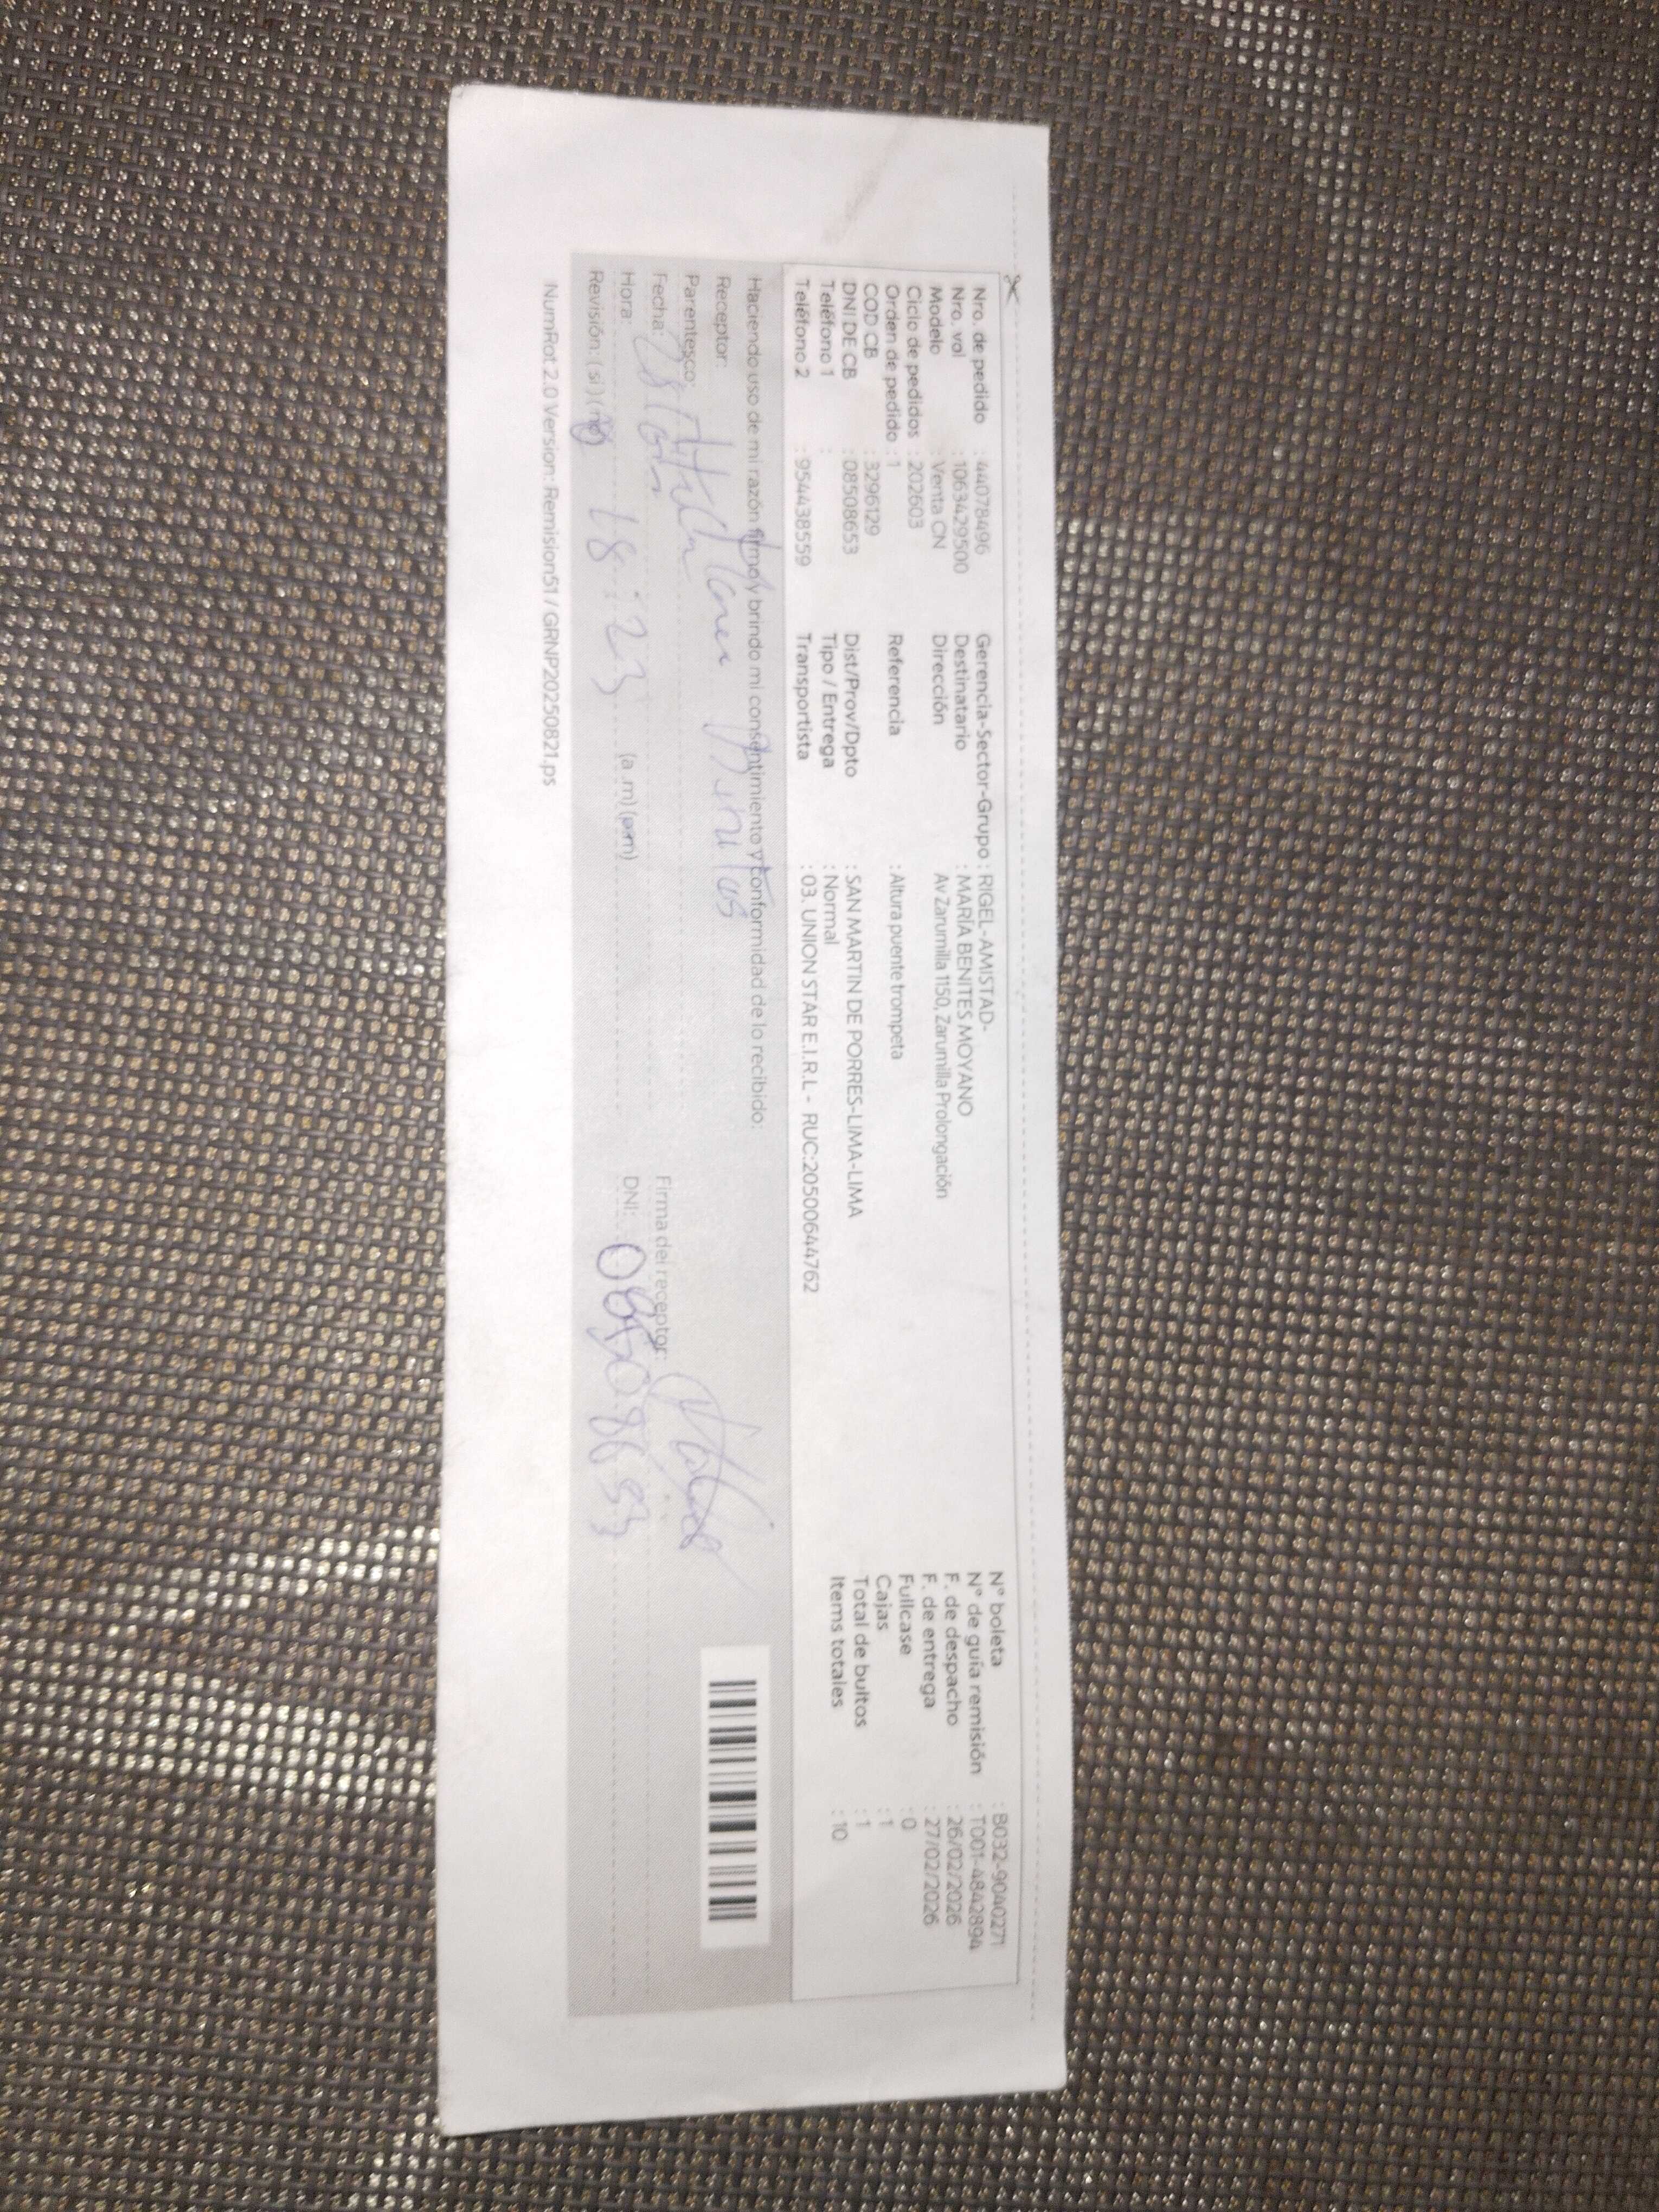 Nro. de pedido : 44078496
Nro. val : 1063429500
Modelo : Venta CN
Ciclo de pedidos : 202603
Orden de pedido : 1
COD CB : 3296129
DNI DE CB : 08508653
Teléfono 1 :
Teléfono 2 : 954438559
Gerencia-Sector-Grupo : RIGEL-AMISTAD-
Destinatario : MARIA BENITES MOYANO
Dirección : Av Zarumilla 1150, Zarumilla Prolongación
Referencia : Altura puente trompeta
Dist/Prov/Dpto : SAN MARTIN DE PORRES-LIMA-LIMA
Tipo / Entrega : Normal
Transportista : 03. UNION STAR E.I.R.L - RUC:20500644762
N° boleta : B032-9040271
N° de guía remisión : T001-4842894
F. de despacho : 26/02/2026
F. de entrega : 27/02/2026
Fullcase : 0
Cajas : 1
Total de bultos : 1
Items totales : 10
Haciendo uso de mi razón firmo y brindo mi consentimiento y conformidad de lo recibido:
Receptor:
Parentesco: Titular
Fecha:
Hora: 18:23 (a.m) (pm)
Revisión: (si) (no)
Firma del receptor:
DNI: 08508653
NumRot 2.0 Version: Remision51 / GRNP20250821.ps